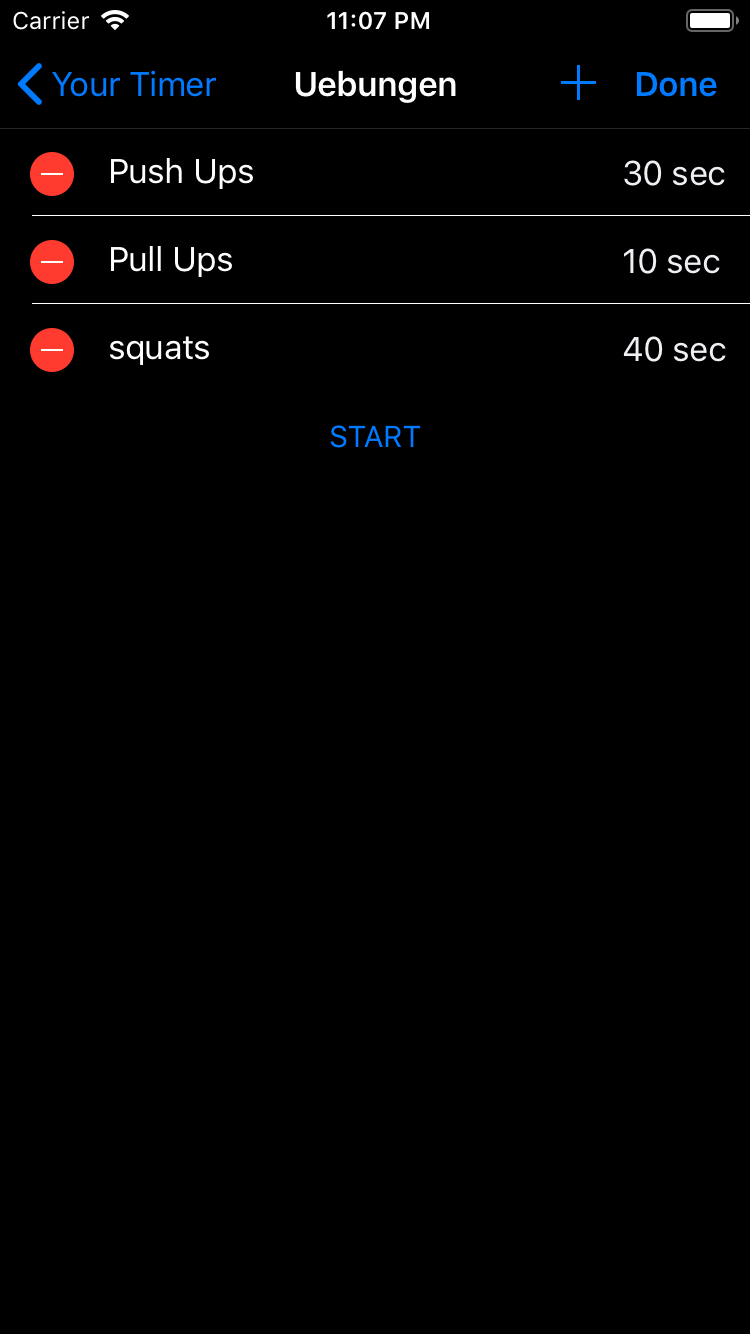 Carrier 11:07 PM
Your Timer Uebungen Done
Push Ups 30 sec
Pull Ups 10 sec
squats 40 sec
START